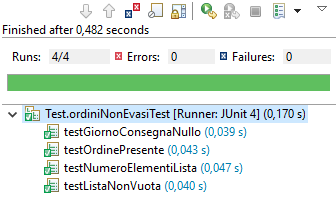 Finished after 0,482 seconds
Runs: 4/4 Errors: 0 Failures: 0
Test.ordiniNonEvasiTest [Runner: JUnit 4] (0,170 s)
testGiornoConsegnaNullo (0,039 s)
testOrdinePresente (0,043 s)
testNumeroElementiLista (0,047 s)
testListaNonVuota (0,040 s)